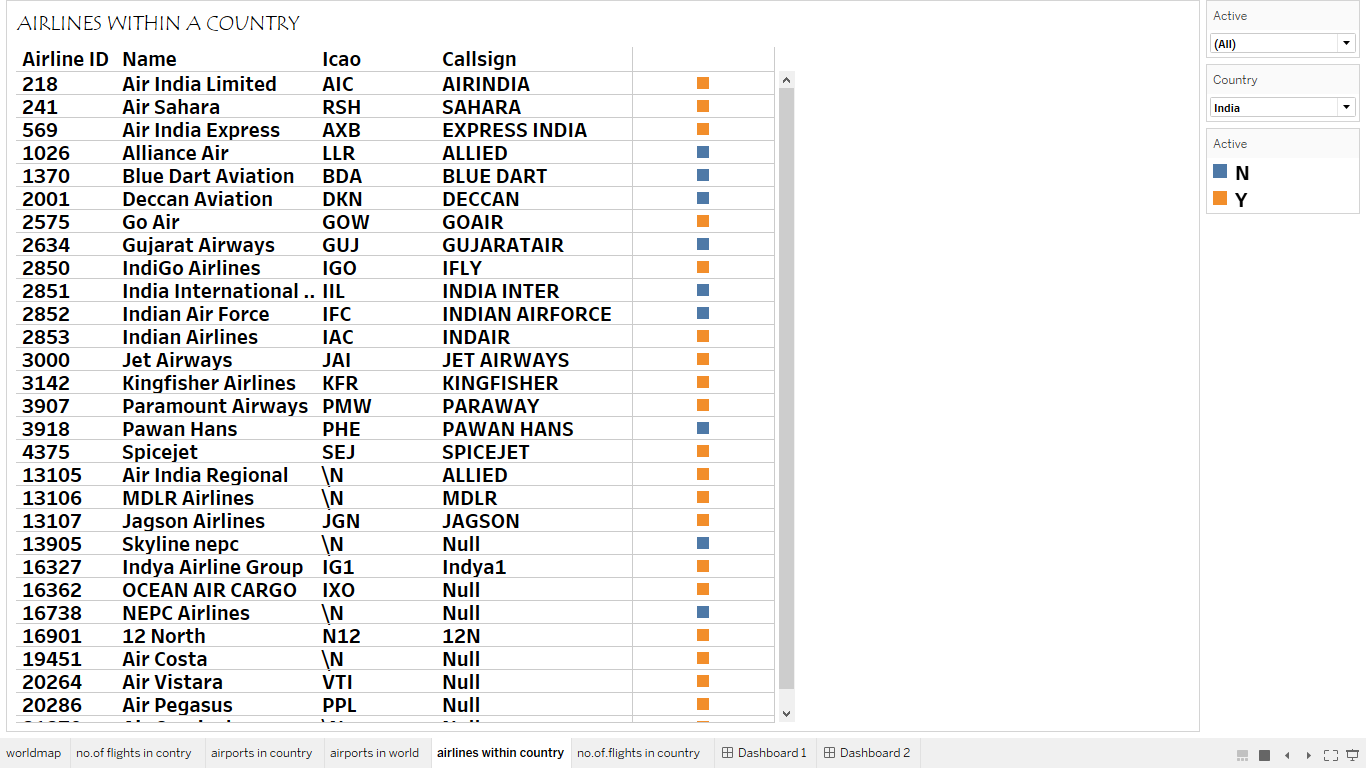 AIRLINES WITHIN A COUNTRY
Airline ID Name Icao Callsign
218 Air India Limited AIC AIRINDIA
241 Air Sahara RSH SAHARA
569 Air India Express AXB EXPRESS INDIA
1026 Alliance Air LLR ALLIED
1370 Blue Dart Aviation BDA BLUE DART
2001 Deccan Aviation DKN DECCAN
2575 Go Air GOW GOAIR
2634 Gujarat Airways GUJ GUJARATAIR
2850 IndiGo Airlines IGO IFLY
2851 India International .. IIL INDIA INTER
2852 Indian Air Force IFC INDIAN AIRFORCE
2853 Indian Airlines IAC INDAIR
3000 Jet Airways JAI JET AIRWAYS
3142 Kingfisher Airlines KFR KINGFISHER
3907 Paramount Airways PMW PARAWAY
3918 Pawan Hans PHE PAWAN HANS
4375 Spicejet SEJ SPICEJET
13105 Air India Regional \N ALLIED
13106 MDLR Airlines \N MDLR
13107 Jagson Airlines JGN JAGSON
13905 Skyline nepc \N Null
16327 Indya Airline Group IG1 Indya1
16362 OCEAN AIR CARGO IXO Null
16738 NEPC Airlines \N Null
16901 12 North N12 12N
19451 Air Costa \N Null
20264 Air Vistara VTI Null
20286 Air Pegasus PPL Null
Active
(All)
Country
India
Active
N
Y
worldmap no.of flights in contry airports in country airports in world airlines within country no.of.flights in country Dashboard 1 Dashboard 2